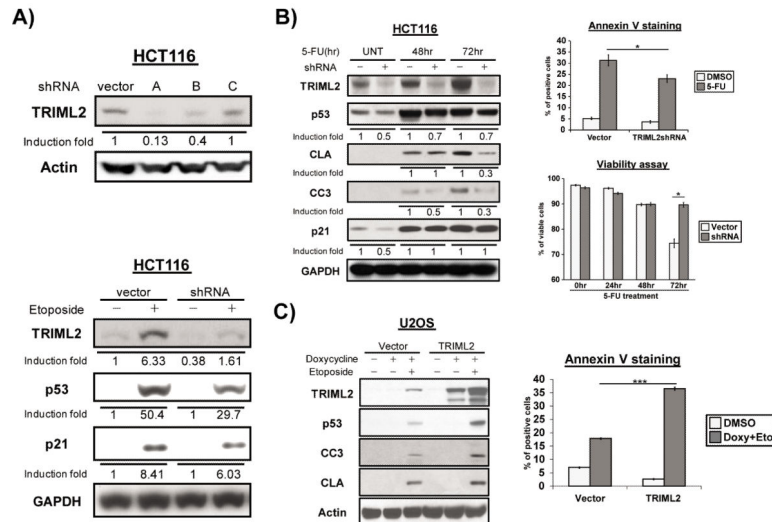 A)
HCT116
shRNA vector A B C
TRIML2
Induction fold 1 0.13 0.4 1
Actin
HCT116
vector shRNA
Etoposide – + – +
TRIML2
Induction fold 1 6.33 0.38 1.61
p53
Induction fold 1 50.4 1 29.7
p21
Induction fold 1 8.41 1 6.03
GAPDH
B)
HCT116
5-FU(hr) UNT 48hr 72hr
shRNA – + – + – +
TRIML2
p53
Induction fold 1 0.5 1 0.7 1 0.7
CLA
Induction fold 1 1 1 0.3
CC3
Induction fold 1 0.5 1 0.3
p21
Induction fold 1 0.5 1 1 1 1
GAPDH
Annexin V staining
% of positive cells
40
35
30
25
20
15
10
5
0
*
Vector TRIML2shRNA
DMSO
5-FU
Viability assay
% of viable cells
100
90
80
70
60
*
0hr 24hr 48hr 72hr
5-FU treatment
Vector
shRNA
C)
U2OS
Vector TRIML2
Doxycycline – + + – + +
Etoposide – – + – – +
TRIML2
p53
CC3
CLA
Actin
Annexin V staining
% of positive cells
40
35
30
25
20
15
10
5
0
***
Vector TRIML2
DMSO
Doxy+Eto